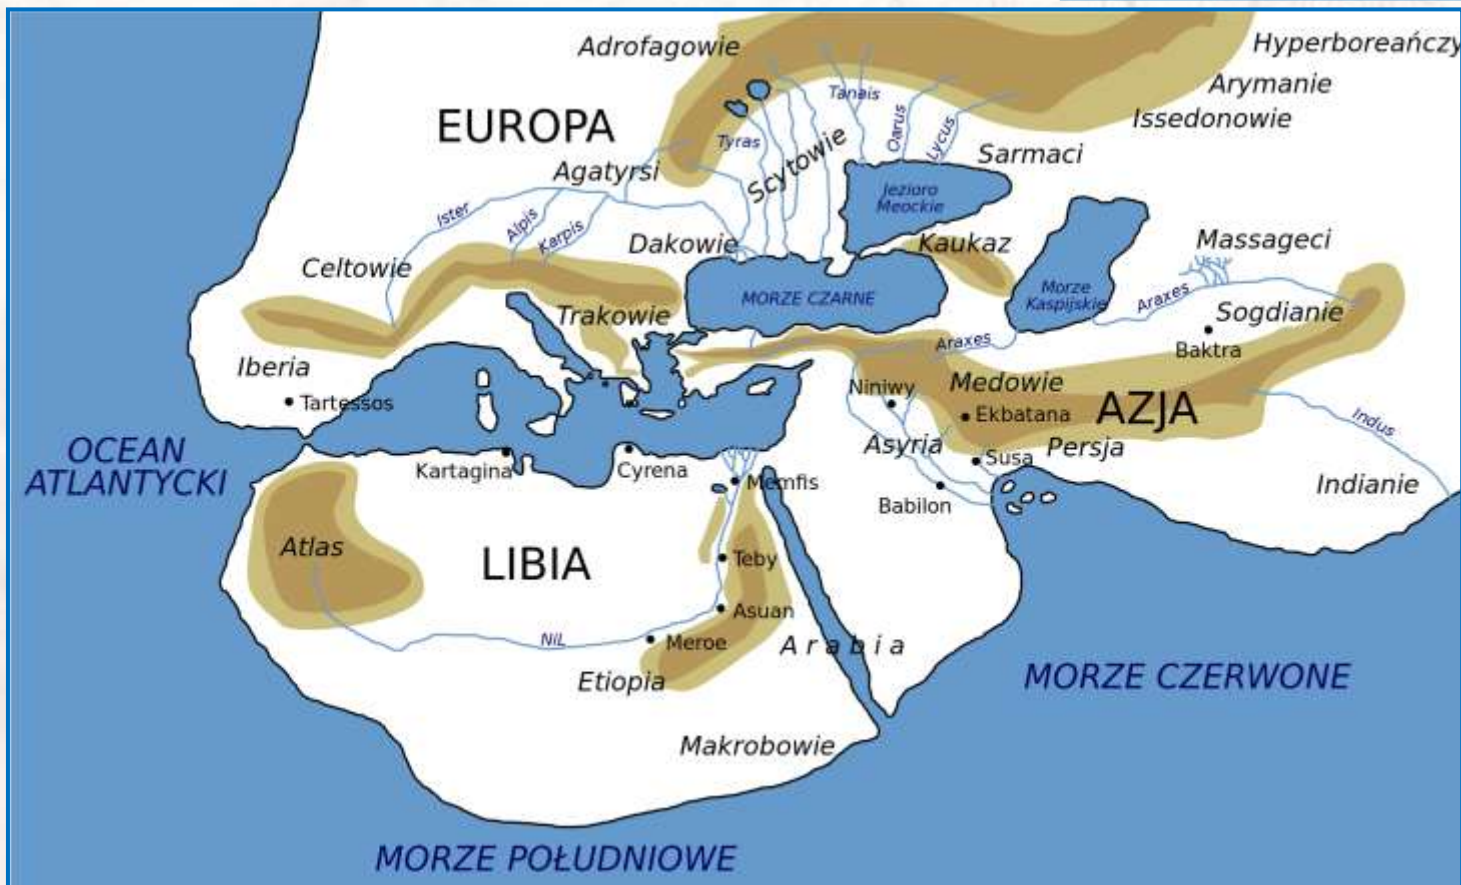 Adrofagowie
Hyperboreańczy
Arymanie
Issedonowie
EUROPA
Tanais
Oarus
Lycus
Tyras
Scytowie
Sarmaci
Agatyrsi
Jezioro
Meockie
Ister
Alpis
Karpis
Dakowie
Kaukaz
Massageci
Celtowie
MORZE CZARNE
Morze
Kaspijskie
Araxes
Sogdianie
Trakowie
Araxes
Baktra
Iberia
Tartessos
Niniwy
Medowie
Ekbatana
AZJA
Indus
OCEAN
ATLANTYCKI
Kartagina
Cyrena
Asyria
Susa
Persja
Memfis
Babilon
Indianie
Atlas
LIBIA
Teby
Asuan
NiL
Meroe
Arabia
Etiopia
MORZE CZERWONE
Makrobowie
MORZE POŁUDNIOWE